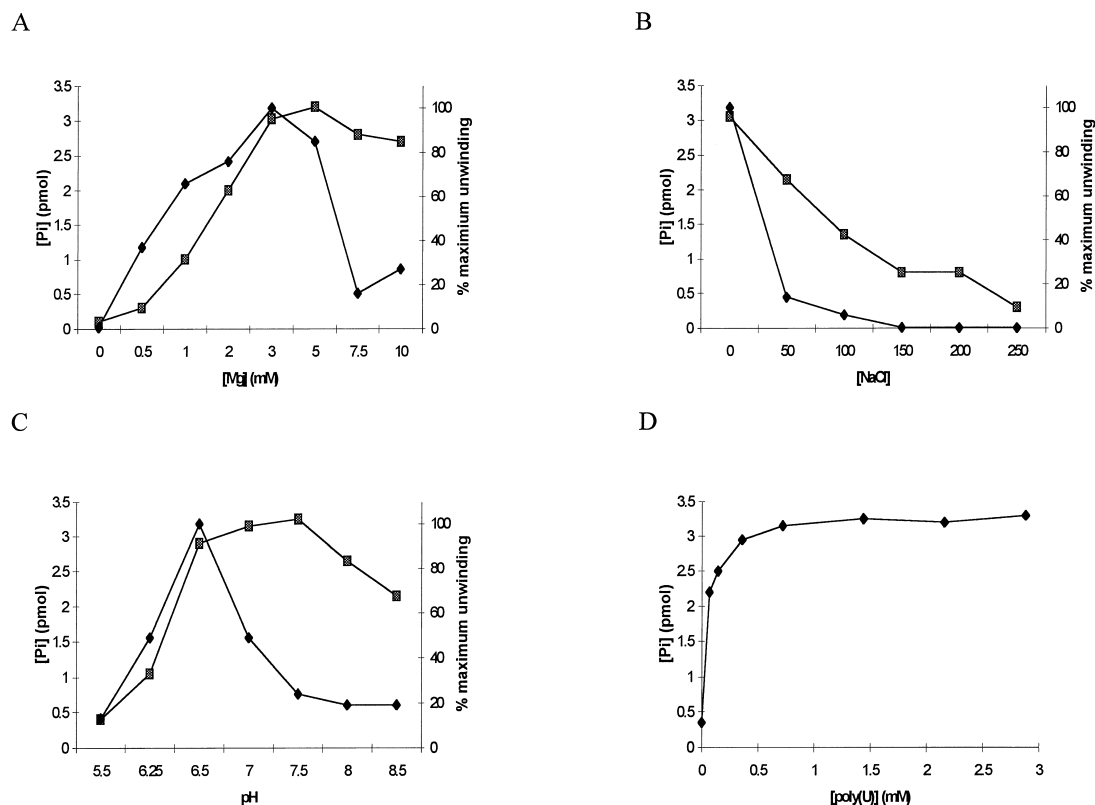 A
[Pi] (pmol)
3.5
3
2.5
2
1.5
1
0.5
0
100
80
60
40
20
0
% maximium unwinding
0 0.5 1 2 3 5 7.5 10
[Mg] (mM)
B
[Pi] (pmol)
3.5
3
2.5
2
1.5
1
0.5
0
100
80
60
40
20
0
% maximum unwinding
0 50 100 150 200 250
[NaCl]
C
[Pi] (pmol)
3.5
3
2.5
2
1.5
1
0.5
0
100
80
60
40
20
0
% maximum unwinding
5.5 6.25 6.5 7 7.5 8 8.5
pH
D
[Pi] (pmol)
3.5
3
2.5
2
1.5
1
0.5
0
0 0.5 1 1.5 2 2.5 3
[poly(U)] (mM)